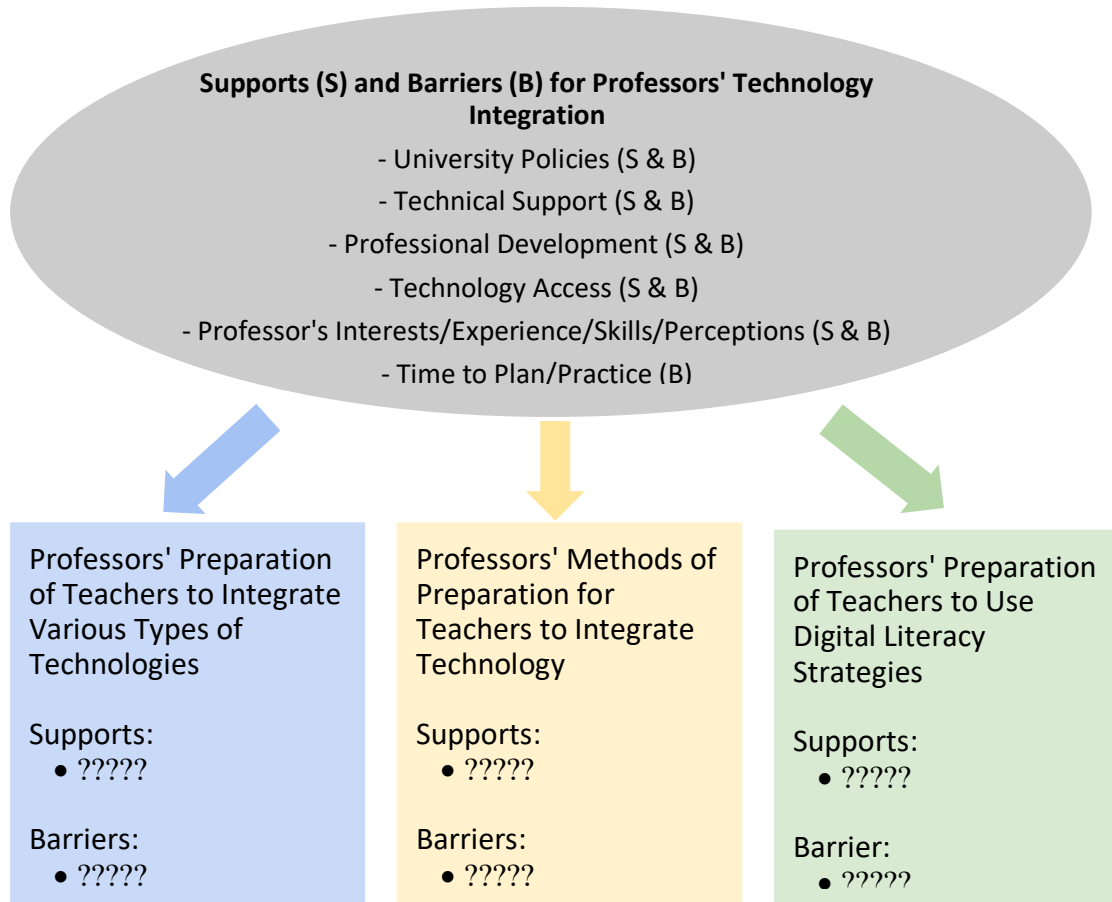 Supports (S) and Barriers (B) for Professors' Technology
Integration
- University Policies (S & B)
- Technical Support (S & B)
- Professional Development (S & B)
- Technology Access (S & B)
- Professor's Interests/Experience/Skills/Perceptions (S & B)
- Time to Plan/Practice (B)
Professors' Preparation
of Teachers to Integrate
Various Types of
Technologies
Supports:
• ?????
Barriers:
• ?????
Professors' Methods of
Preparation for
Teachers to Integrate
Technology
Supports:
• ?????
Barriers:
• ?????
Professors' Preparation
of Teachers to Use
Digital Literacy
Strategies
Supports:
• ?????
Barrier:
• ?????